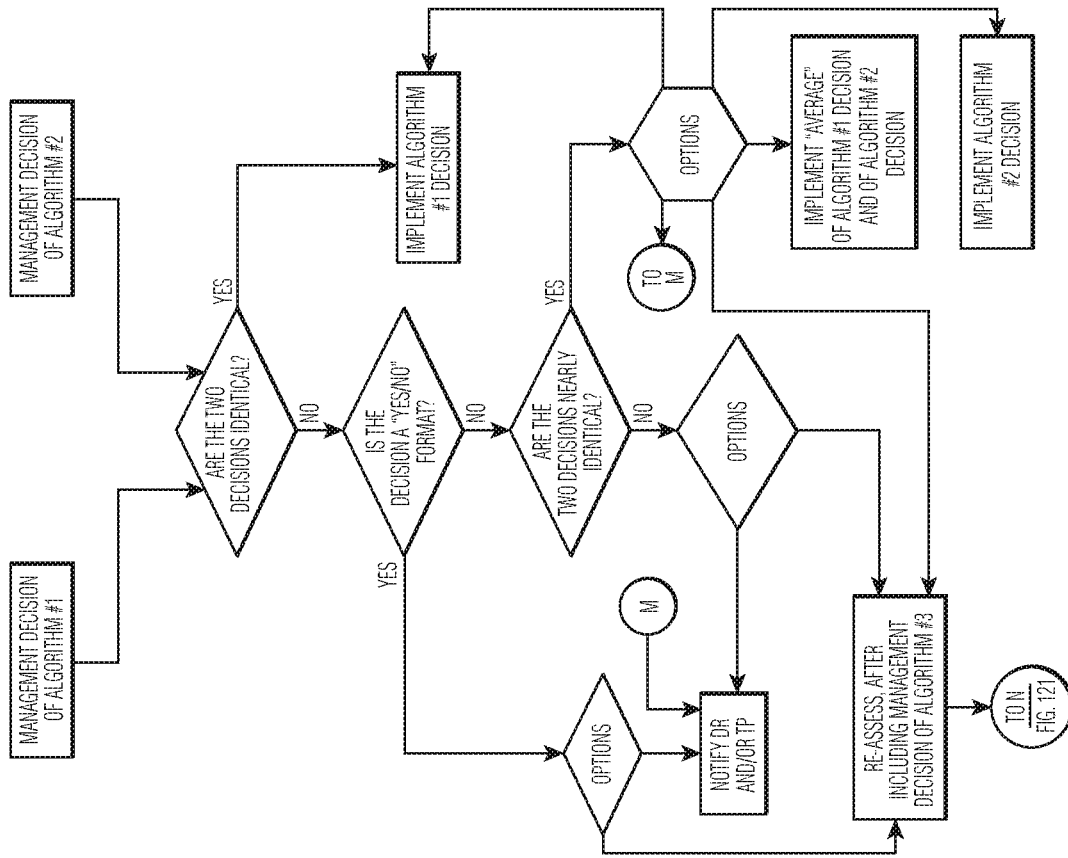 MANAGEMENT DECISION
OF ALGORITHM #1
MANAGEMENT DECISION
OF ALGORITHM #2
ARE THE TWO
DECISIONS IDENTICAL?
YES
NO
IMPLEMENT ALGORITHM
#1 DECISION
IS THE
DECISION A "YES/NO"
FORMAT?
YES
NO
ARE THE
TWO DECISIONS NEARLY
IDENTICAL?
YES
NO
OPTIONS
TO
M
IMPLEMENT "AVERAGE"
OF ALGORITHM #1 DECISION
AND OF ALGORITHM #2
DECISION
IMPLEMENT ALGORITHM
#2 DECISION
OPTIONS
M
OPTIONS
NOTIFY DR
AND/OR TP
RE-ASSESS, AFTER
INCLUDING MANAGEMENT
DECISION OF ALGORITHM #3
TO N
FIG. 121